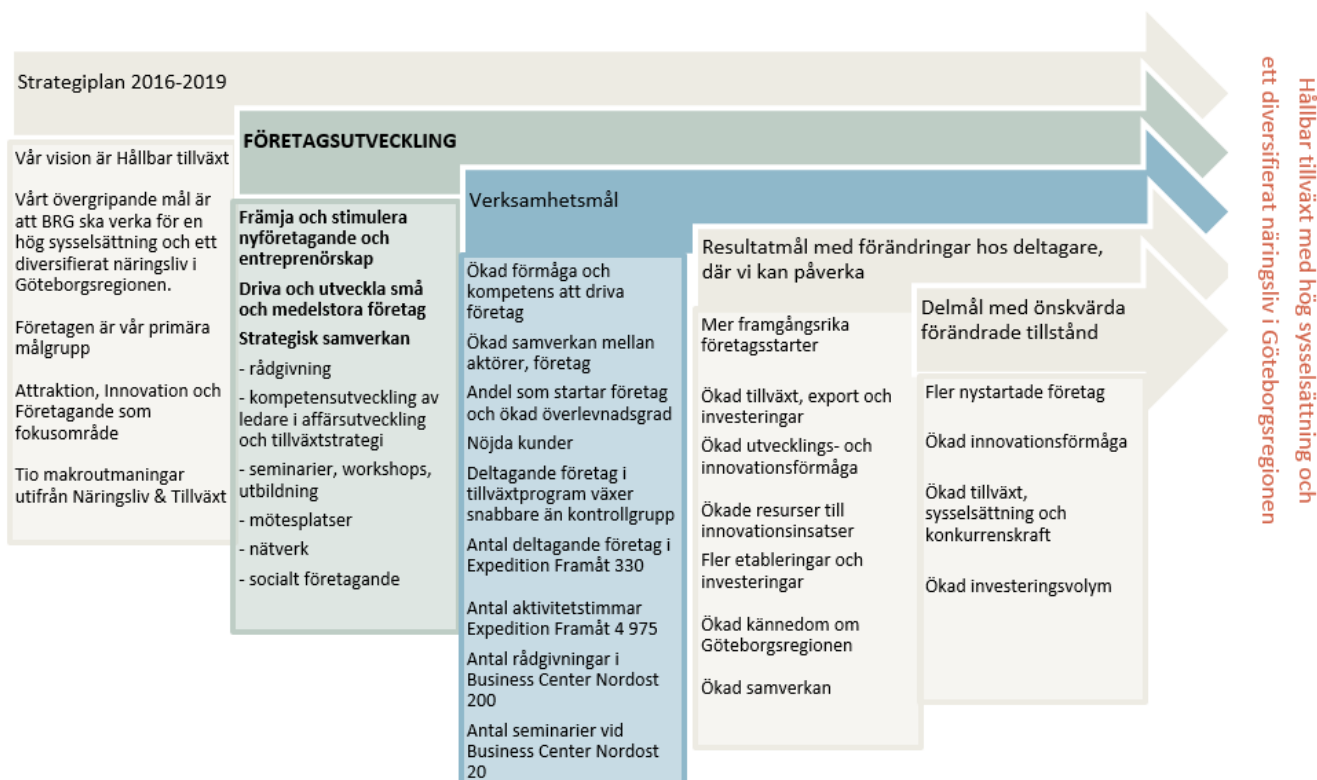 Strategiplan 2016-2019
Vår vision är Hållbar tillväxt
Vårt övergripande mål är
att BRG ska verka för en
hög sysselsättning och ett
diversifierat näringsliv i
Göteborgsregionen.
Företagen är vår primära
målgrupp
Attraktion, Innovation och
Företagande som
fokusområde
Tio makroutmaningar
utifrån Näringsliv & Tillväxt
FÖRETAGSUTVECKLING
Främja och stimulera
nyföretagande och
entreprenörskap
Driva och utveckla små
och medelstora företag
Strategisk samverkan
- rådgivning
- kompetensutveckling av
ledare i affärsutveckling
och tillväxtstrategi
- seminarier, workshops,
utbildning
- mötesplatser
- nätverk
- socialt företagande
Verksamhetsmål
Ökad förmåga och
kompetens att driva
företag
Ökad samverkan mellan
aktörer, företag
Andel som startar företag
och ökad överlevnadsgrad
Nöjda kunder
Deltagande företag i
tillväxtprogram växer
snabbare än kontrollgrupp
Antal deltagande företag i
Expedition Framåt 330
Antal aktivitetstimmar
Expedition Framåt 4 975
Antal rådgivningar i
Business Center Nordost
200
Antal seminarier vid
Business Center Nordost
20
Resultatmål med förändringar hos deltagare,
där vi kan påverka
Mer framgångsrika
företagsstarter
Ökad tillväxt, export och
investeringar
Ökad utvecklings- och
innovationsförmåga
Ökade resurser till
innovationsinsatser
Fler etableringar och
investeringar
Ökad kännedom om
Göteborgsregionen
Ökad samverkan
Delmål med önskvärda
förändrade tillstånd
Fler nystartade företag
Ökad innovationsförmåga
Ökad tillväxt,
sysselsättning och
konkurrenskraft
Ökad investeringsvolym
Hållbar tillväxt med hög sysselsättning och
ett diversifierat näringsliv i Göteborgsregionen